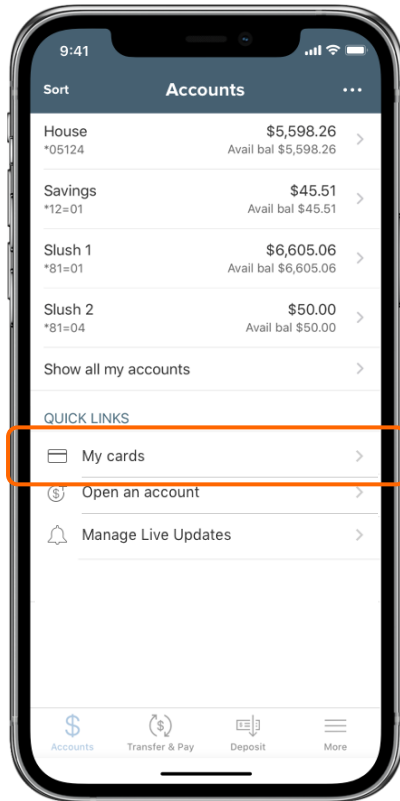 9:41
Sort Accounts ...
House $5,598.26
*05124 Avail bal $5,598.26
Savings $45.51
*12=01 Avail bal $45.51
Slush 1 $6,605.06
*81=01 Avail bal $6,605.06
Slush 2 $50.00
*81=04 Avail bal $50.00
Show all my accounts
QUICK LINKS
My cards
Open an account
Manage Live Updates
Accounts Transfer & Pay Deposit More